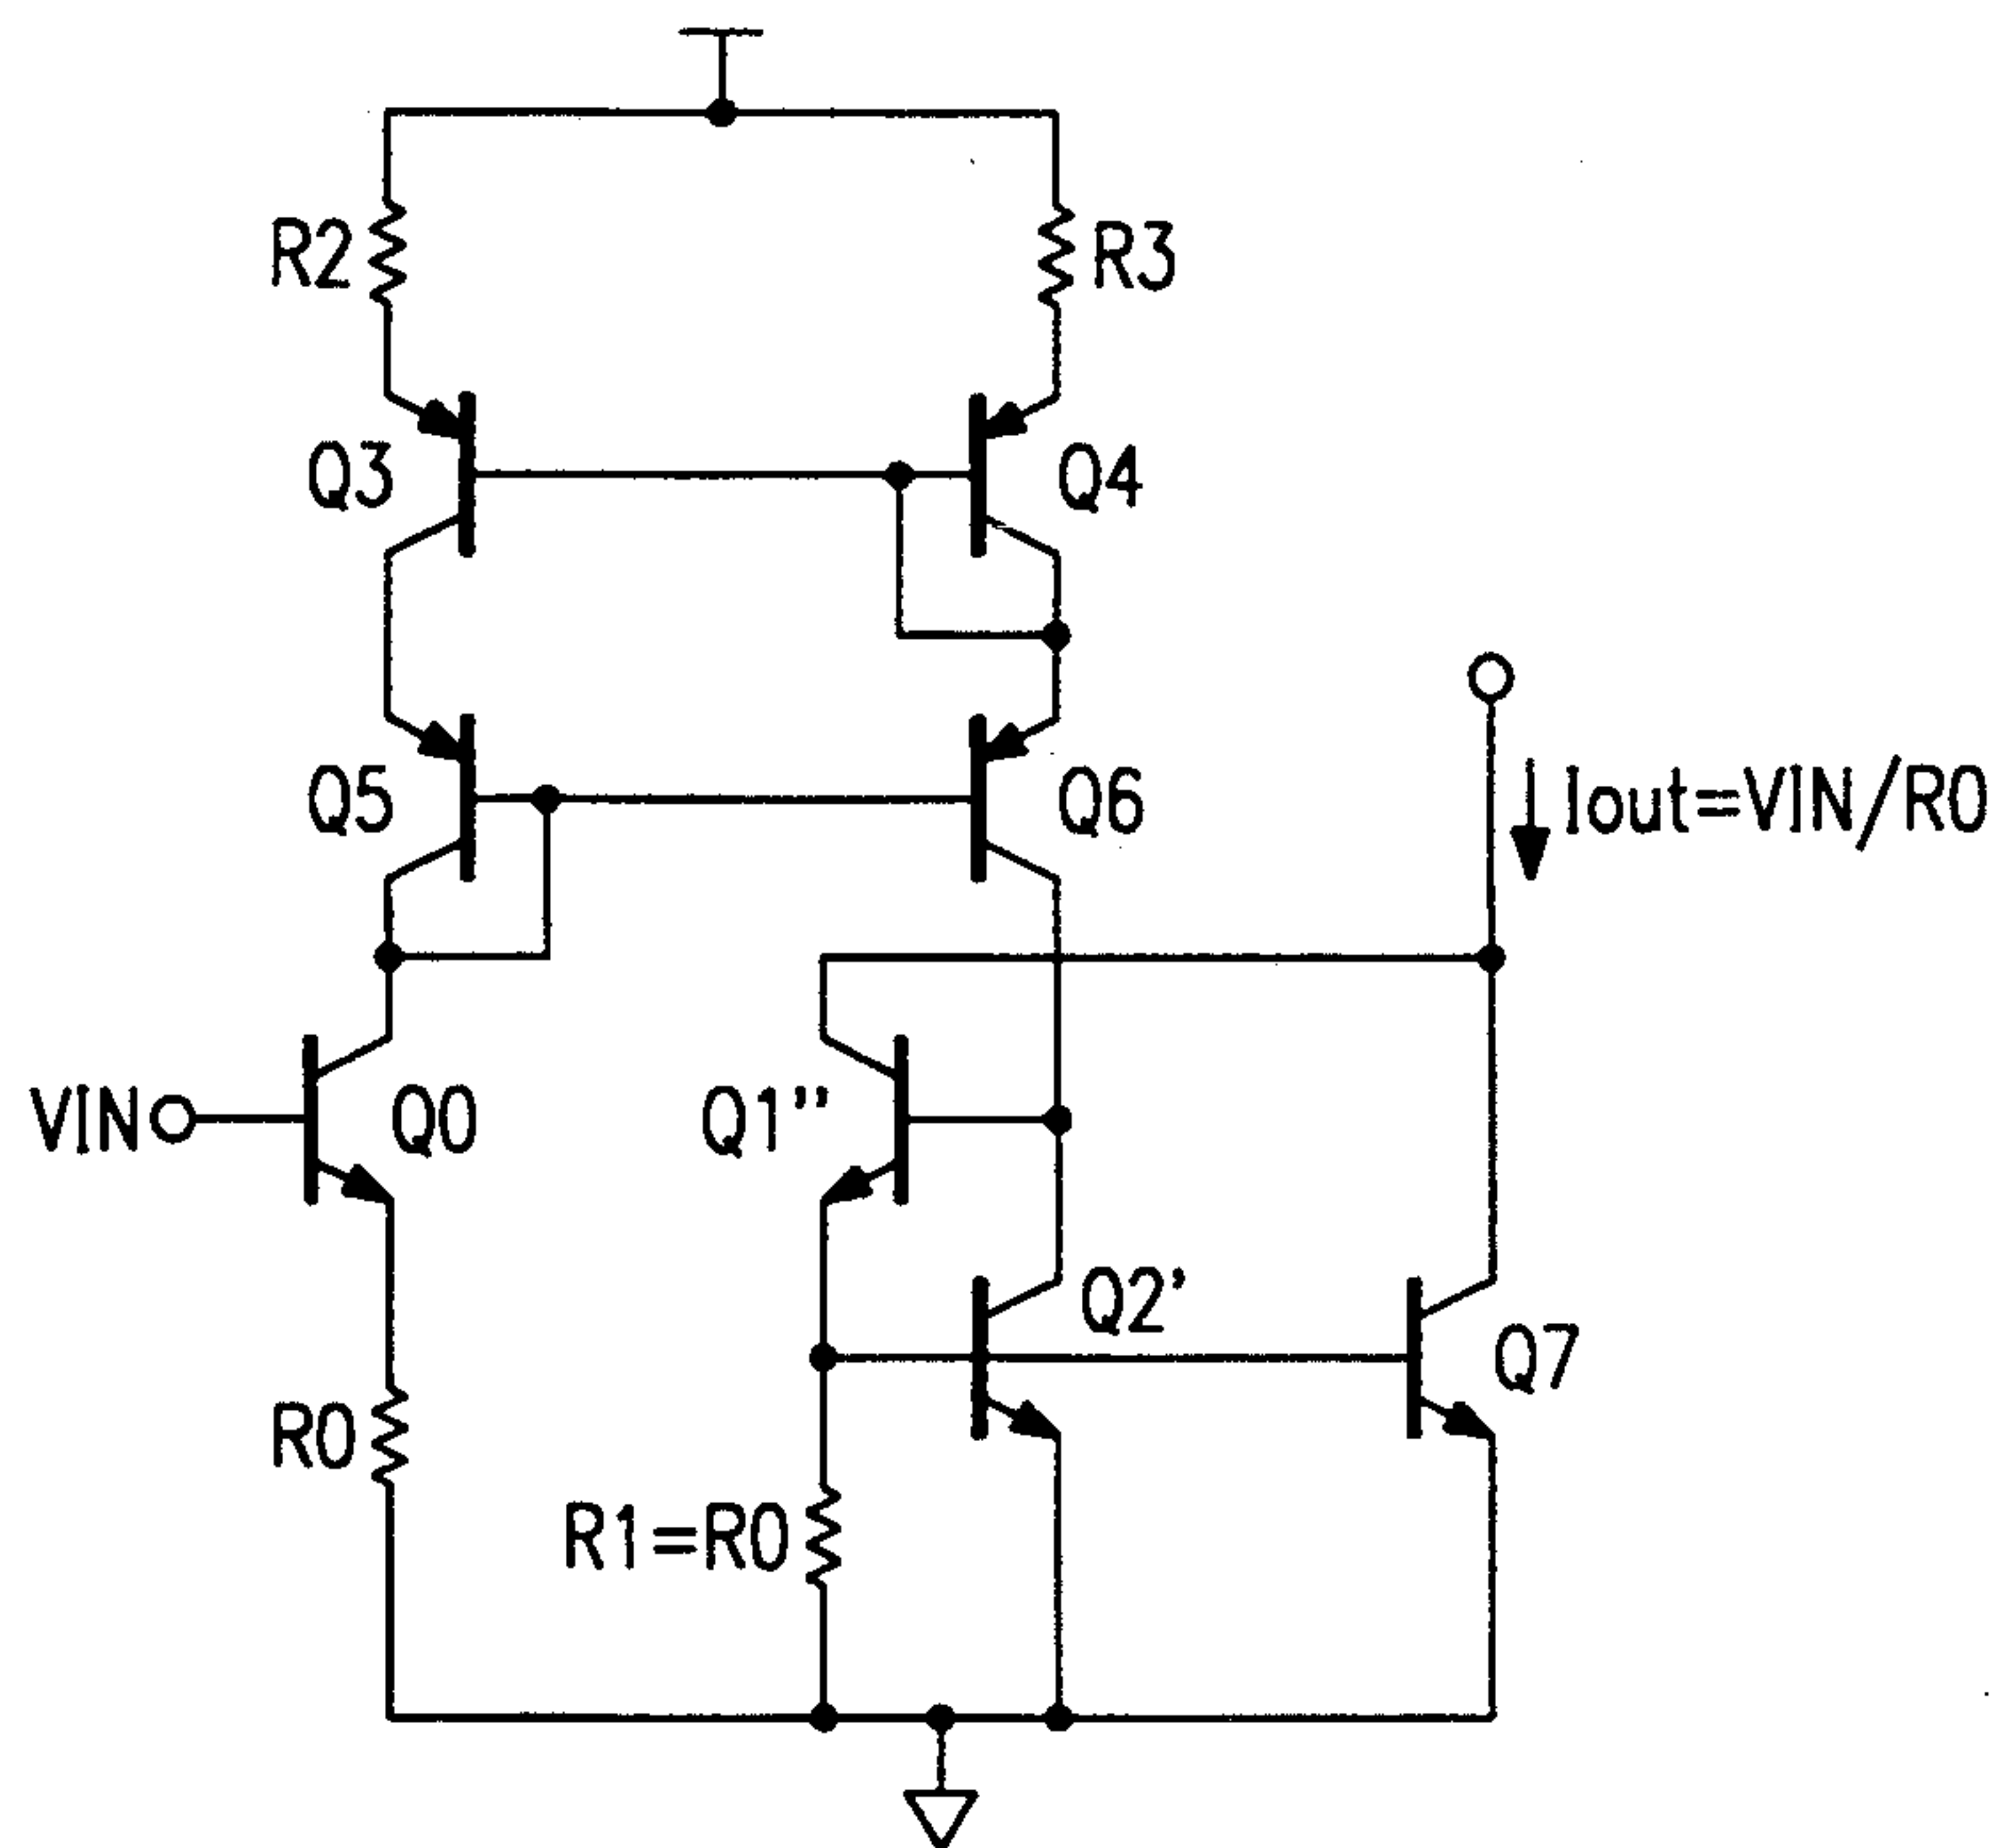 R2
R3
Q3
Q4
Q5
Q6
Iout=VIN/R0
VIN
Q0
Q1"
Q2'
Q7
R0
R1=R0